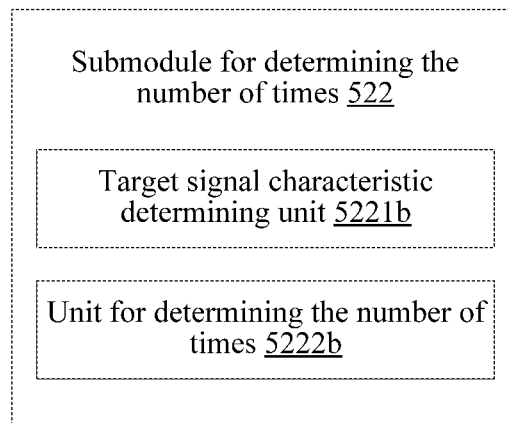 Submodule for determining the
number of times 522
Target signal characteristic
determining unit 5221b
Unit for determining the number of
times 5222b